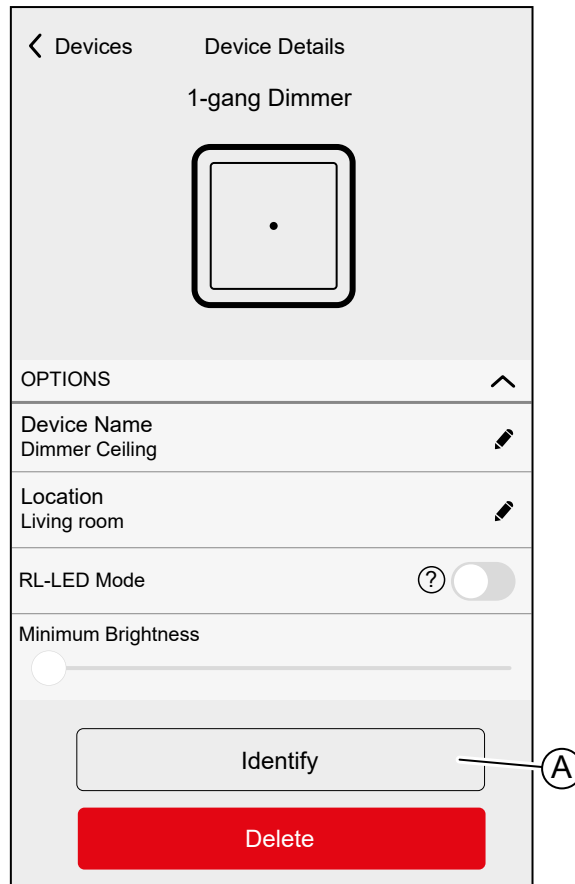 Devices
Device Details
1-gang Dimmer
OPTIONS
Device Name
Dimmer Ceiling
Location
Living room
RL-LED Mode
?
Minimum Brightness
Identify
A
Delete